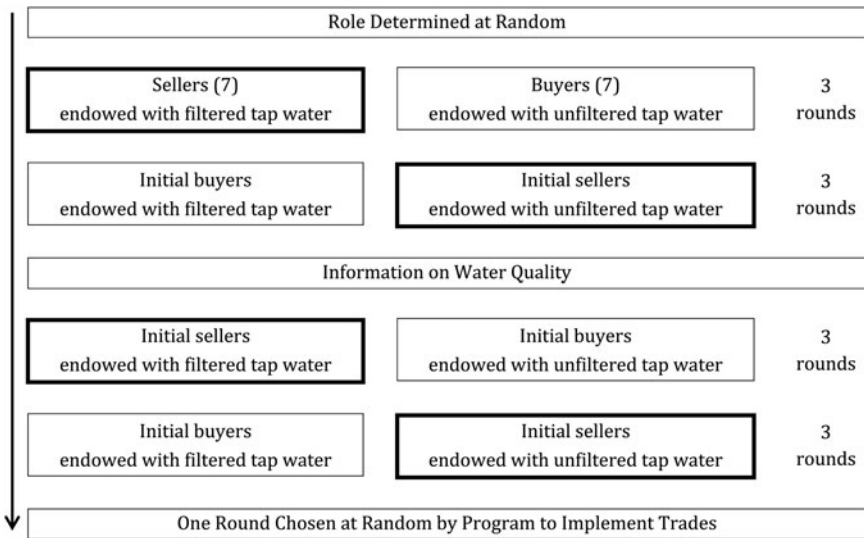 Role Determined at Random
Sellers (7)
endowed with filtered tap water
Buyers (7)
endowed with unfiltered tap water
3
rounds
Initial buyers
endowed with filtered tap water
Initial sellers
endowed with unfiltered tap water
3
rounds
Information on Water Quality
Initial sellers
endowed with filtered tap water
Initial buyers
endowed with unfiltered tap water
3
rounds
Initial buyers
endowed with filtered tap water
Initial sellers
endowed with unfiltered tap water
3
rounds
One Round Chosen at Random by Program to Implement Trades